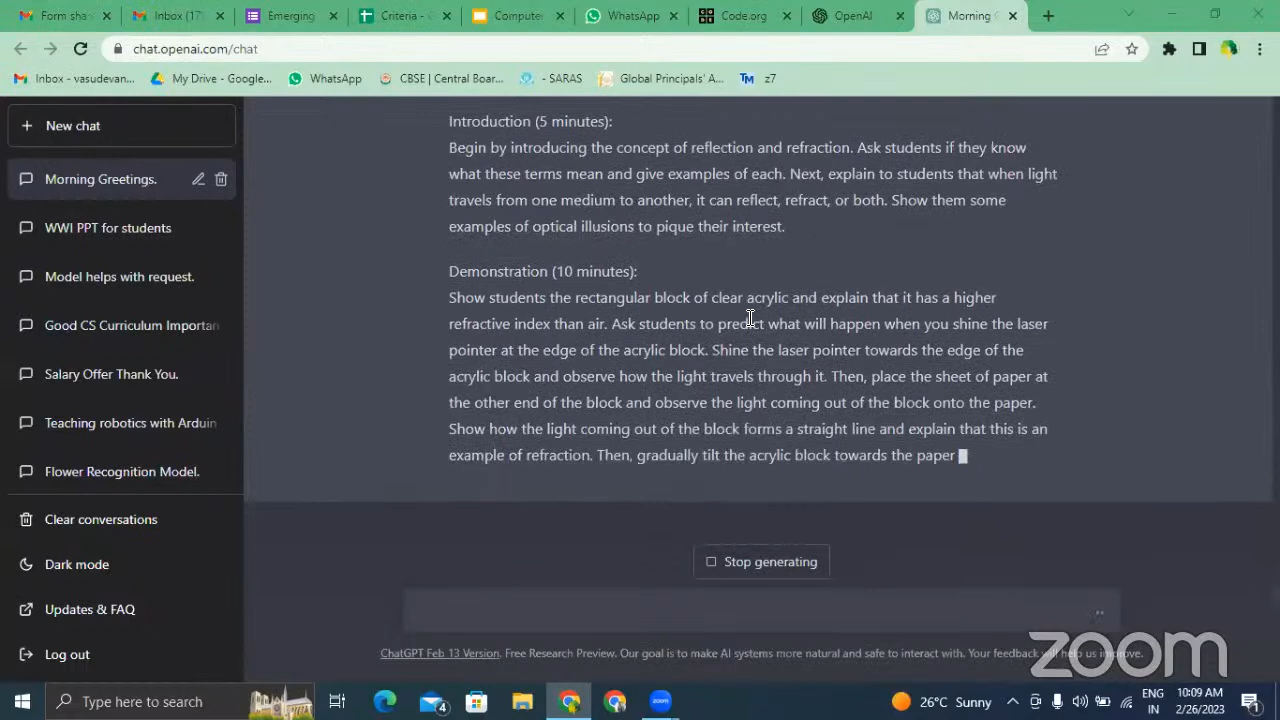 Form sha
Inbox (17
Emerging
Criteria - G
Computer
WhatsApp
Code.org
OpenAI
Morning G
chat.openai.com/chat
Inbox - vasudevan...
My Drive - Google...
WhatsApp
CBSE | Central Boar...
- SARAS
Global Principals' A...
TM z7
New chat
Morning Greetings.
WWI PPT for students
Model helps with request.
Good CS Curriculum Importan
Salary Offer Thank You.
Teaching robotics with Arduin
Flower Recognition Model.
Clear conversations
Dark mode
Updates & FAQ
Log out
Introduction (5 minutes):
Begin by introducing the concept of reflection and refraction. Ask students if they know
what these terms mean and give examples of each. Next, explain to students that when light
travels from one medium to another, it can reflect, refract, or both. Show them some
examples of optical illusions to pique their interest.
Demonstration (10 minutes):
Show students the rectangular block of clear acrylic and explain that it has a higher
refractive index than air. Ask students to predict what will happen when you shine the laser
pointer at the edge of the acrylic block. Shine the laser pointer towards the edge of the
acrylic block and observe how the light travels through it. Then, place the sheet of paper at
the other end of the block and observe the light coming out of the block onto the paper.
Show how the light coming out of the block forms a straight line and explain that this is an
example of refraction. Then, gradually tilt the acrylic block towards the paper
Stop generating
ChatGPT Feb 13 Version. Free Research Preview. Our goal is to make AI systems more natural and safe to interact with. Your feedback will help us improve.
zoom
Type here to search
4
zoom
26°C Sunny
ENG
IN
10:09 AM
2/26/2023
1